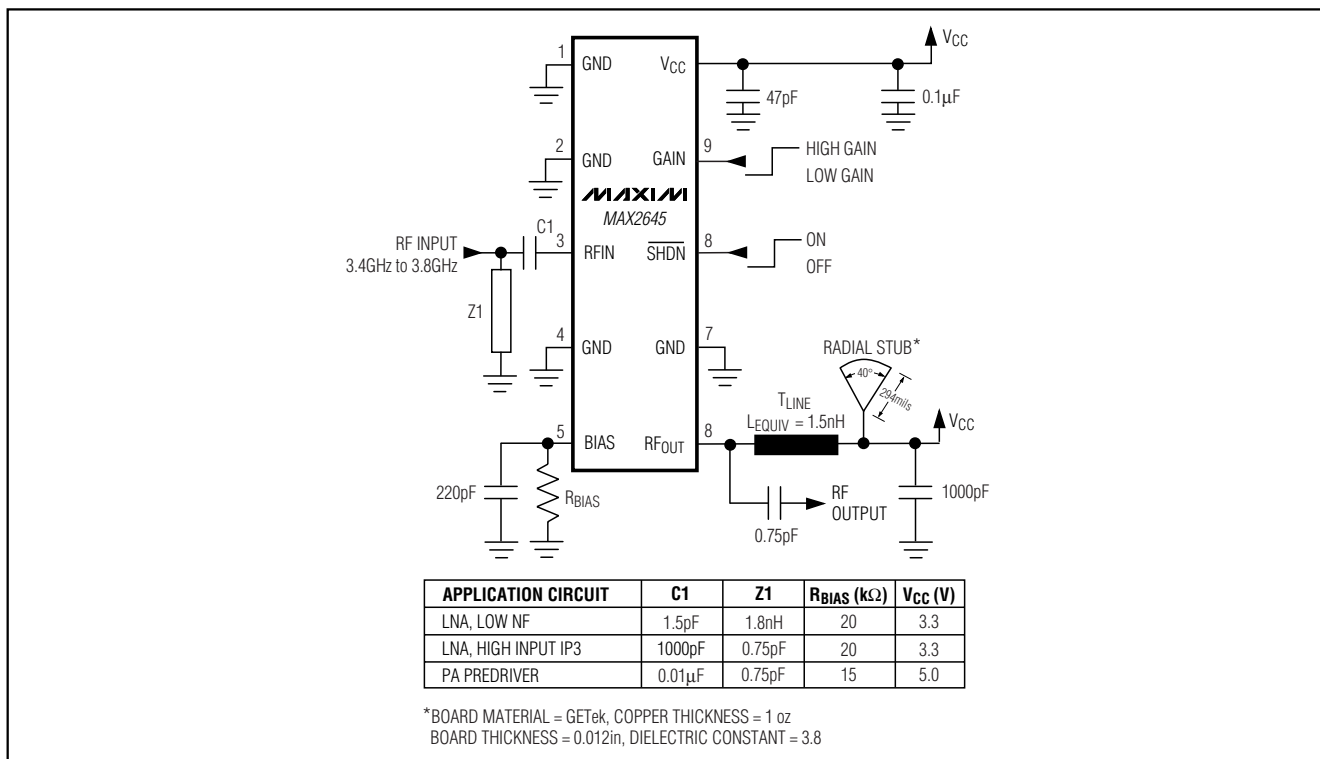 1
GND
VCC
VCC
47pF
0.1µF
2
GND
GAIN
9
HIGH GAIN
LOW GAIN
MAXIM
MAX2645
RF INPUT
3.4GHz to 3.8GHz
C1
3
RFIN
SHDN
8
ON
OFF
Z1
4
GND
GND
7
RADIAL STUB*
40°
294mils
TLINE
LEQUIV = 1.5nH
VCC
5
BIAS
RFOUT
8
220pF
RBIAS
RF
OUTPUT
0.75pF
1000pF
APPLICATION CIRCUIT C1 Z1 RBIAS (kΩ) VCC (V)
LNA, LOW NF 1.5pF 1.8nH 20 3.3
LNA, HIGH INPUT IP3 1000pF 0.75pF 20 3.3
PA PREDRIVER 0.01µF 0.75pF 15 5.0
*BOARD MATERIAL = GETek, COPPER THICKNESS = 1 oz
BOARD THICKNESS = 0.012in, DIELECTRIC CONSTANT = 3.8